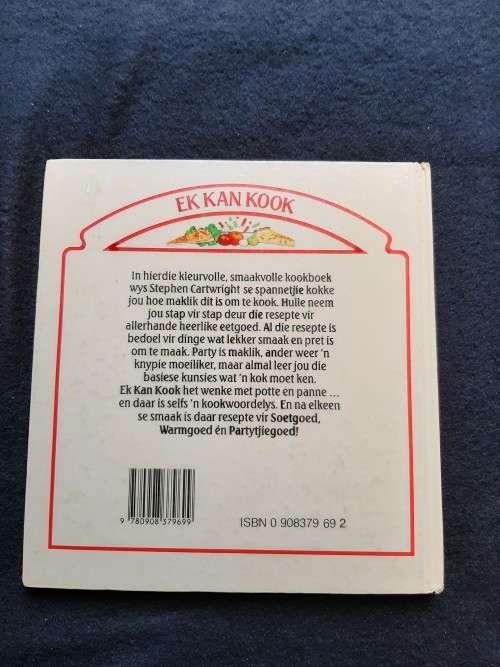 EK KAN KOOK
In hierdie kleurvolle, smaakvolle kookboek
wys Stephen Cartwright se spannetjie kokke
jou hoe maklik dit is om te kook. Hulle neem
jou stap vir stap deur die resepte vir
allerhande heerlike eetgoed. Al die resepte is
bedoel vir dinge wat lekker smaak en pret is
om te maak. Party is maklik, ander weer 'n
knypie moeiliker, maar almal leer jou die
basiese kunsies wat 'n kok moet ken.
Ek Kan Kook het wenke met potte en panne ...
en daar is selfs 'n kookwoordelys. En na elkeen
se smaak is daar resepte vir Soetgoed,
Warmgoed én Partytjiegoed!
9 780908 379699
ISBN 0 908379 69 2